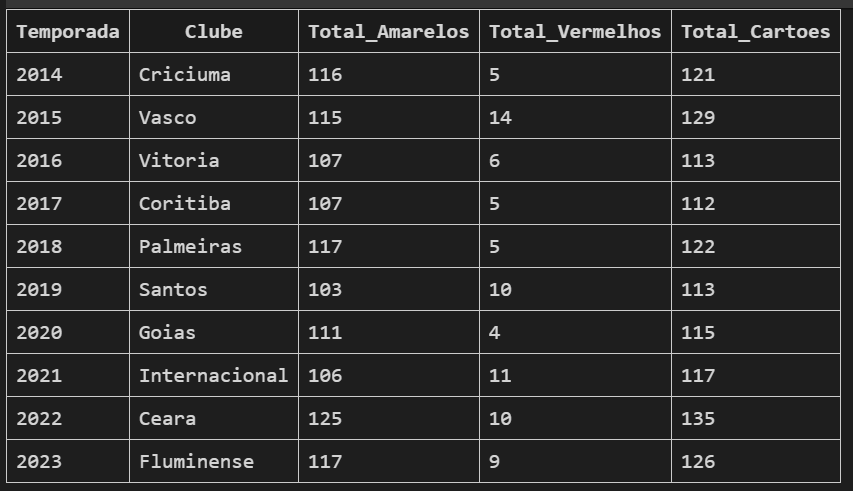 Temporada Clube Total_Amarelos Total_Vermelhos Total_Cartoes
2014 Criciuma 116 5 121
2015 Vasco 115 14 129
2016 Vitoria 107 6 113
2017 Coritiba 107 5 112
2018 Palmeiras 117 5 122
2019 Santos 103 10 113
2020 Goias 111 4 115
2021 Internacional 106 11 117
2022 Ceara 125 10 135
2023 Fluminense 117 9 126